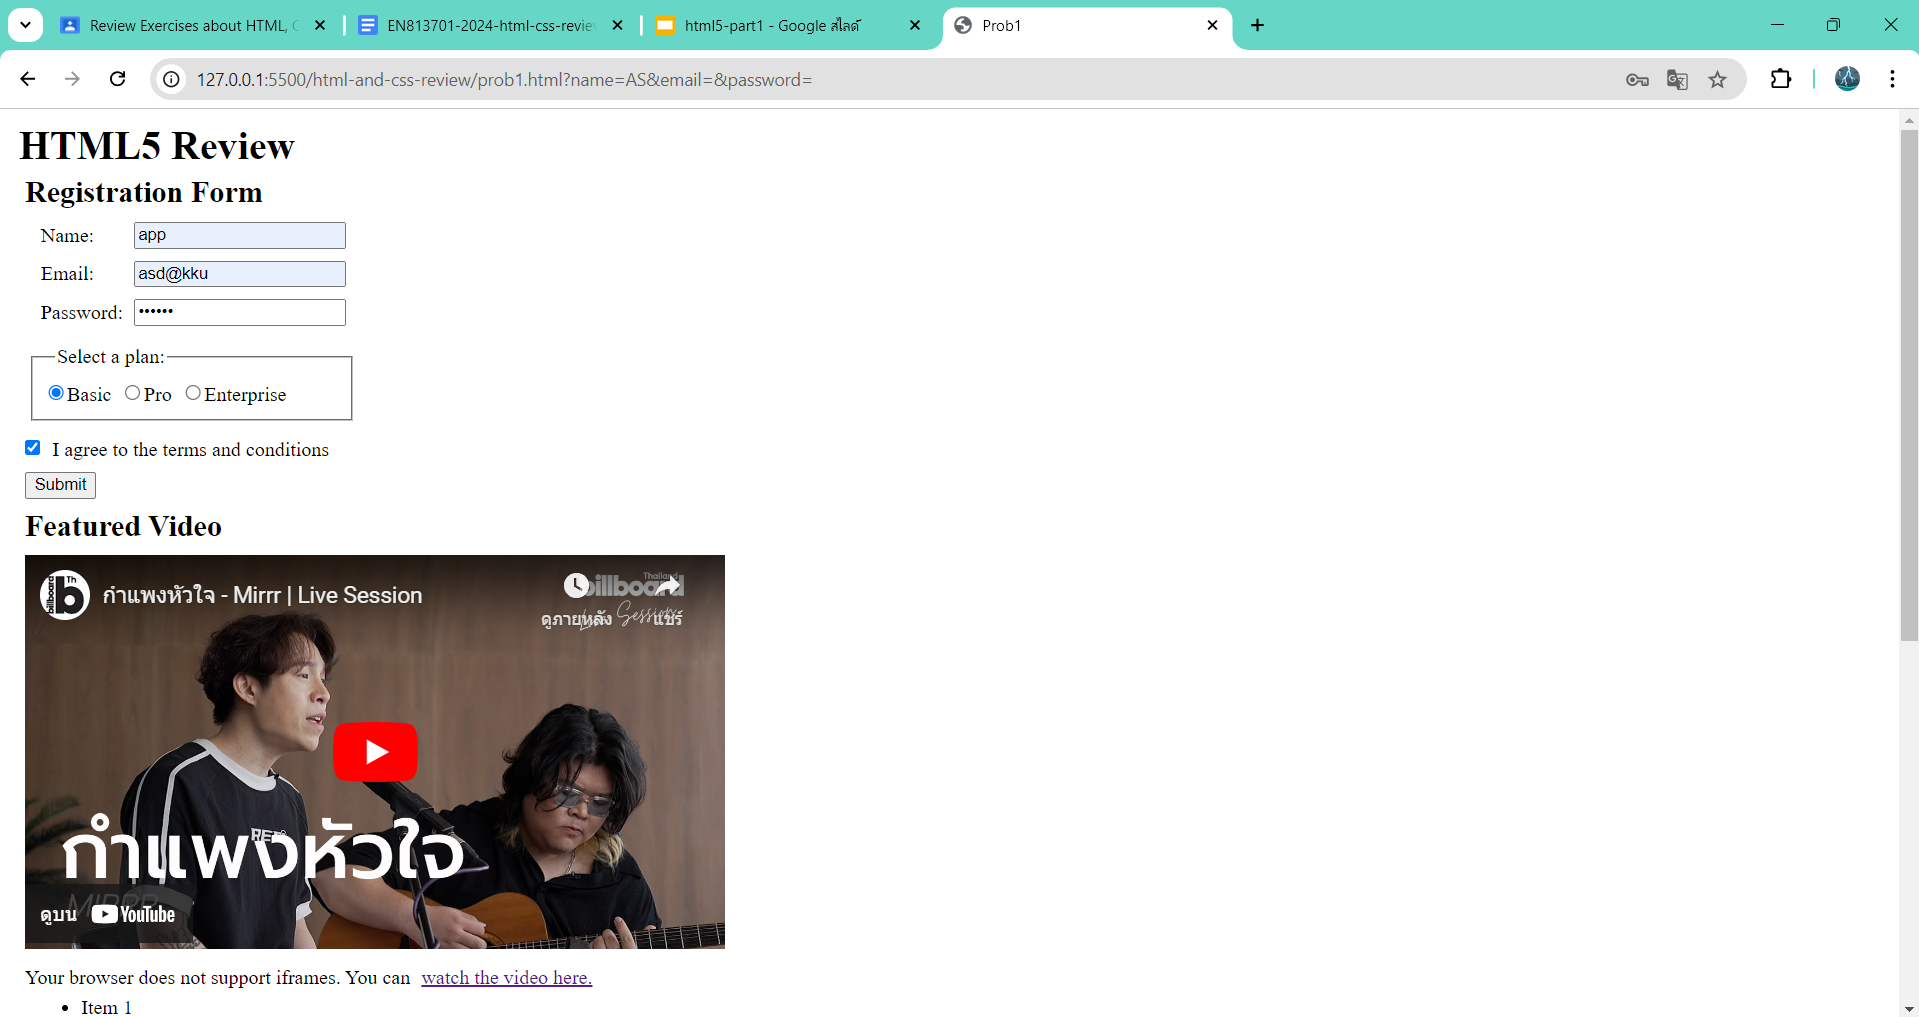 Review Exercises about HTML, C
EN813701-2024-html-css-revie
html5-part1 - Google สไลด์
Prob1
127.0.0.1:5500/html-and-css-review/prob1.html?name=AS&email=&password=
HTML5 Review
Registration Form
Name: app
Email: asd@kku
Password: ••••••
Select a plan:
Basic Pro Enterprise
I agree to the terms and conditions
Submit
Featured Video
billboard Th
กำแพงหัวใจ - Mirrr | Live Session
Thailand
billboard
Live Session
ดูภายหลัง แชร์
กำแพงหัวใจ
MIRRR
ดูบน YouTube
Your browser does not support iframes. You can watch the video here.
• Item 1